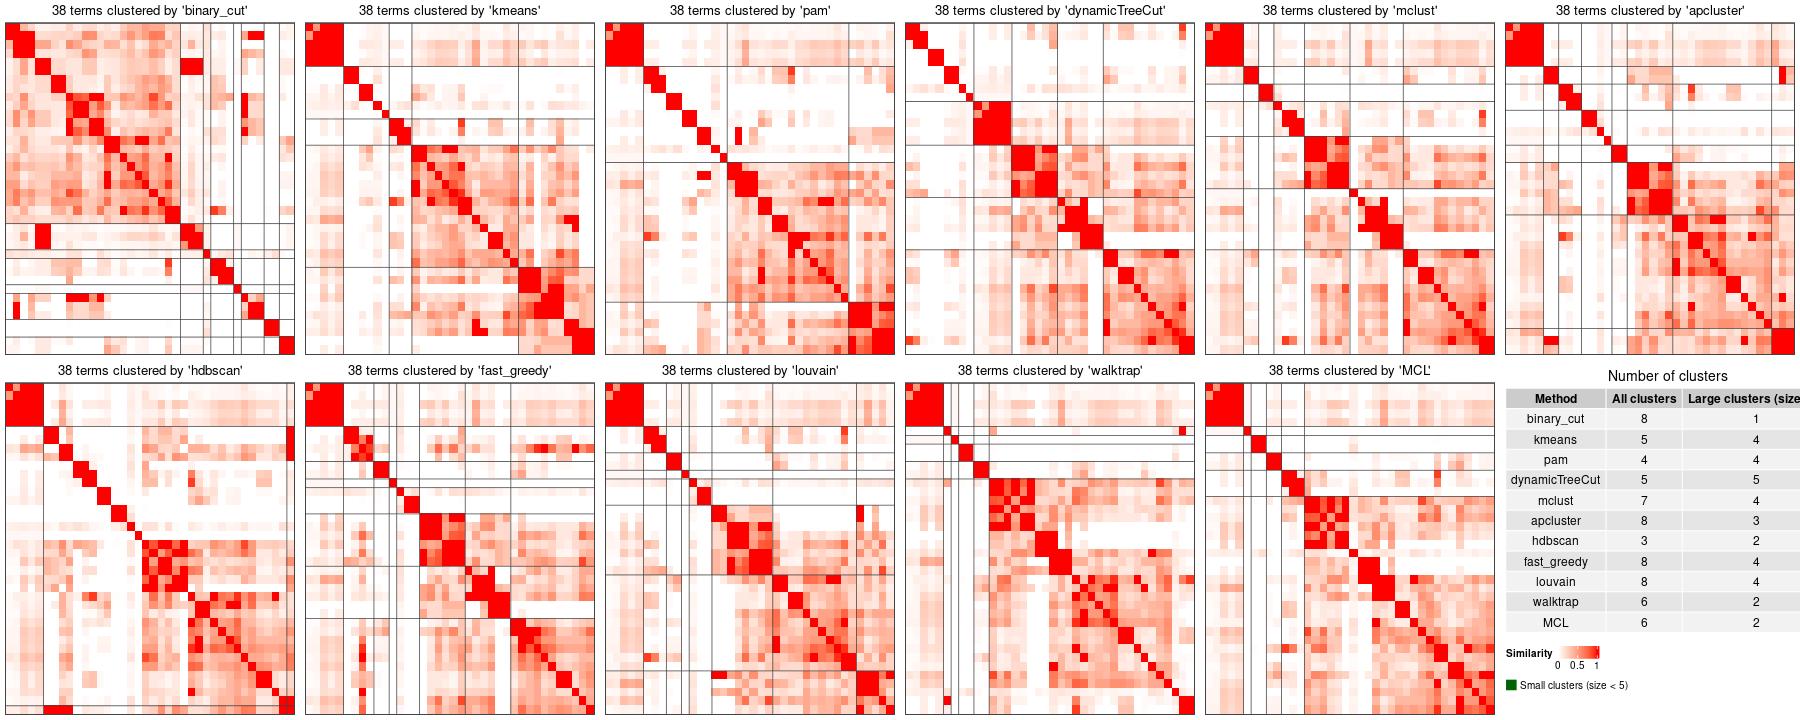 38 terms clustered by 'binary_cut'
38 terms clustered by 'kmeans'
38 terms clustered by 'pam'
38 terms clustered by 'dynamicTreeCut'
38 terms clustered by 'mclust'
38 terms clustered by 'apcluster'
38 terms clustered by 'hdbscan'
38 terms clustered by 'fast_greedy'
38 terms clustered by 'louvain'
38 terms clustered by 'walktrap'
38 terms clustered by 'MCL'
Number of clusters
Method All clusters Large clusters (size
binary_cut 8 1
kmeans 5 4
pam 4 4
dynamicTreeCut 5 5
mclust 7 4
apcluster 8 3
hdbscan 3 2
fast_greedy 8 4
louvain 8 4
walktrap 6 2
MCL 6 2
Similarity
0 0.5 1
Small clusters (size < 5)